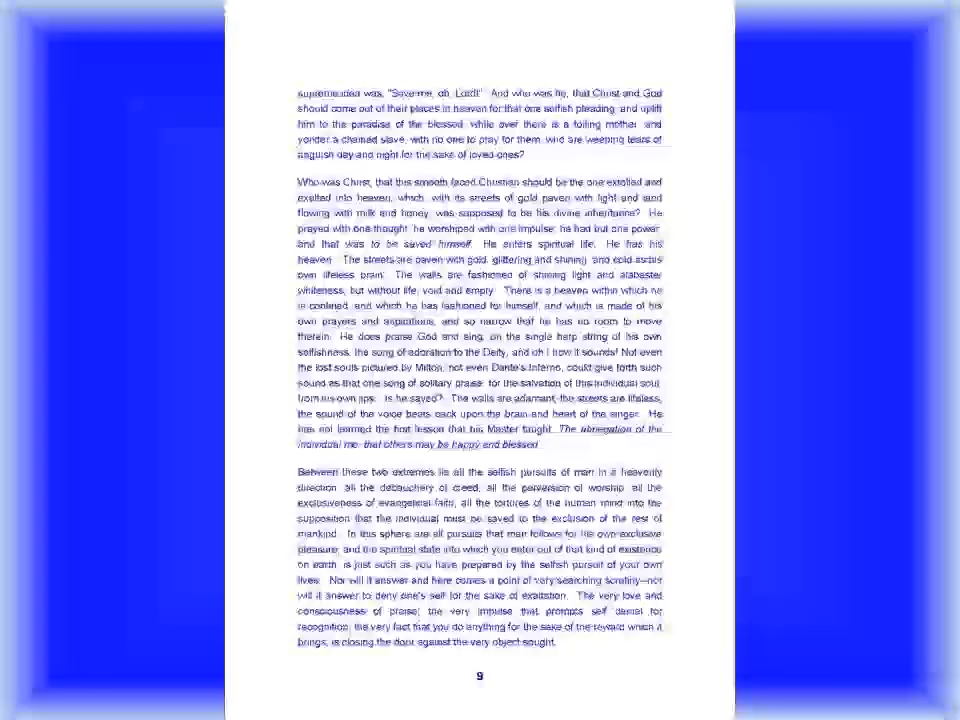 supreme idea was, "Save me, oh, Lord!" And who was he, that Christ and God
should come out of their places in heaven for that one selfish pleading, and uplift
him to the paradise of the blessed, while over there is a toiling mother, and
yonder a chained slave, with no one to pray for them, who are weeping tears of
anguish day and night for the sake of loved ones?
Who was Christ, that this smooth faced Christian should be the one extolled and
exalted into heaven, which, with its streets of gold paven with light and land
flowing with milk and honey, was supposed to be his divine inheritance? He
prayed with one thought, he worshiped with one impulse, he had but one power,
and that was to be saved himself. He enters spiritual life. He has his
heaven. The streets are paven with gold, glittering and shining, and cold as his
own lifeless brain. The walls are fashioned of shining light and alabaster
whiteness, but without life, void and empty. There is a heaven within which he
is confined, and which he has fashioned for himself, and which is made of his
own prayers and aspirations, and so narrow that he has no room to move
therein. He does praise God and sing, on the single harp string of his own
selfishness, the song of adoration to the Deity, and oh ! how it sounds! Not even
the lost souls pictured by Milton, not even Dante's Inferno, could give forth such
sound as that one song of solitary praise, for the salvation of this individual soul,
from his own lips. Is he saved? The walls are adamant, the streets are lifeless,
the sound of the voice beats back upon the brain and heart of the singer. He
has not learned the first lesson that his Master taught, The abnegation of the
individual me, that others may be happy and blessed.
Between these two extremes lie all the selfish pursuits of man in a heavenly
direction, all the debauchery of creed, all the perversion of worship, all the
exclusiveness of evangelical faith, all the tortures of the human mind into the
supposition that the individual must be saved to the exclusion of the rest of
mankind. In this sphere are all pursuits that man follows for his own exclusive
pleasure, and the spiritual state into which you enter out of that kind of existence
on earth, is just such as you have prepared by the selfish pursuit of your own
lives. Nor will it answer and here comes a point of very searching scrutiny—nor
will it answer to deny one's self for the sake of exaltation. The very love and
consciousness of praise, the very impulse that prompts self denial for
recognition, the very fact that you do anything for the sake of the reward which it
brings, is closing the door against the very object sought.
9